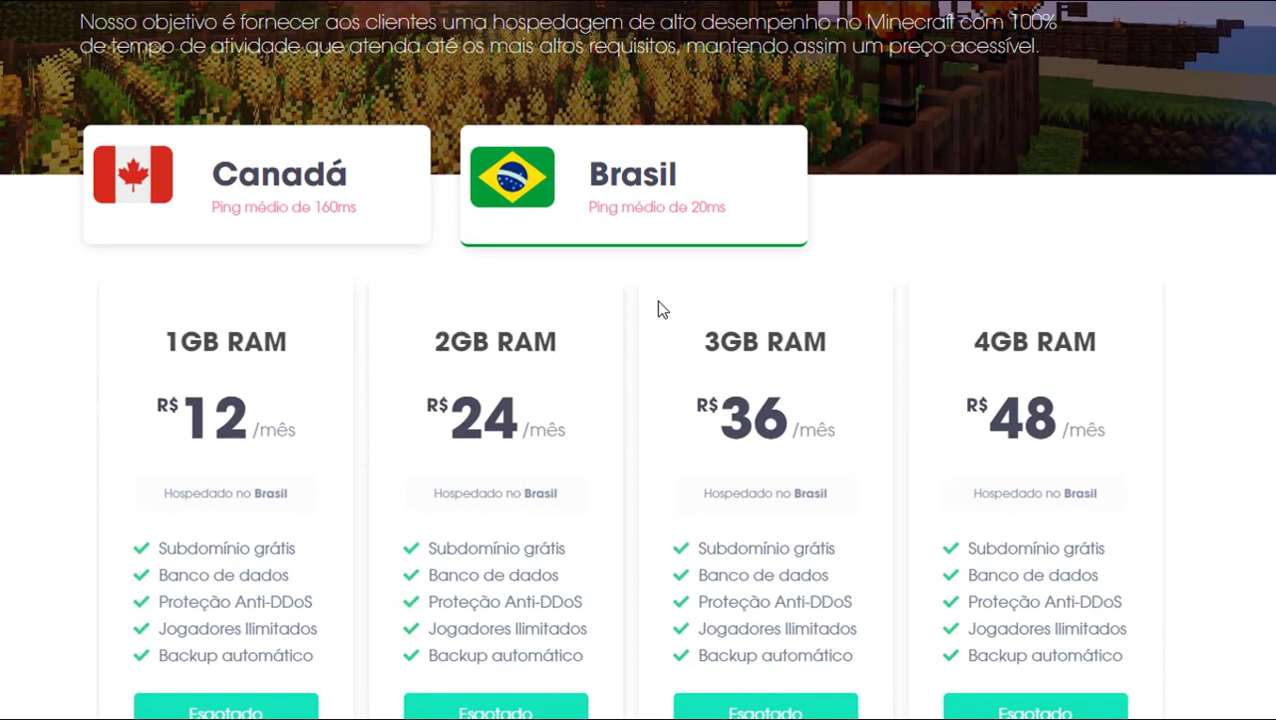 Nosso objetivo é fornecer aos clientes uma hospedagem de alto desempenho no Minecraft com 100%
de tempo de atividade que atenda até os mais altos requisitos, mantendo assim um preço acessível.
Canadá
Ping médio de 160ms
Brasil
Ping médio de 20ms
1GB RAM
R$12/mês
Hospedado no Brasil
Subdomínio grátis
Banco de dados
Proteção Anti-DDoS
Jogadores Ilimitados
Backup automático
Esgotado
2GB RAM
R$24/mês
Hospedado no Brasil
Subdomínio grátis
Banco de dados
Proteção Anti-DDoS
Jogadores Ilimitados
Backup automático
Esgotado
3GB RAM
R$36/mês
Hospedado no Brasil
Subdomínio grátis
Banco de dados
Proteção Anti-DDoS
Jogadores Ilimitados
Backup automático
Esgotado
4GB RAM
R$48/mês
Hospedado no Brasil
Subdomínio grátis
Banco de dados
Proteção Anti-DDoS
Jogadores Ilimitados
Backup automático
Esgotado